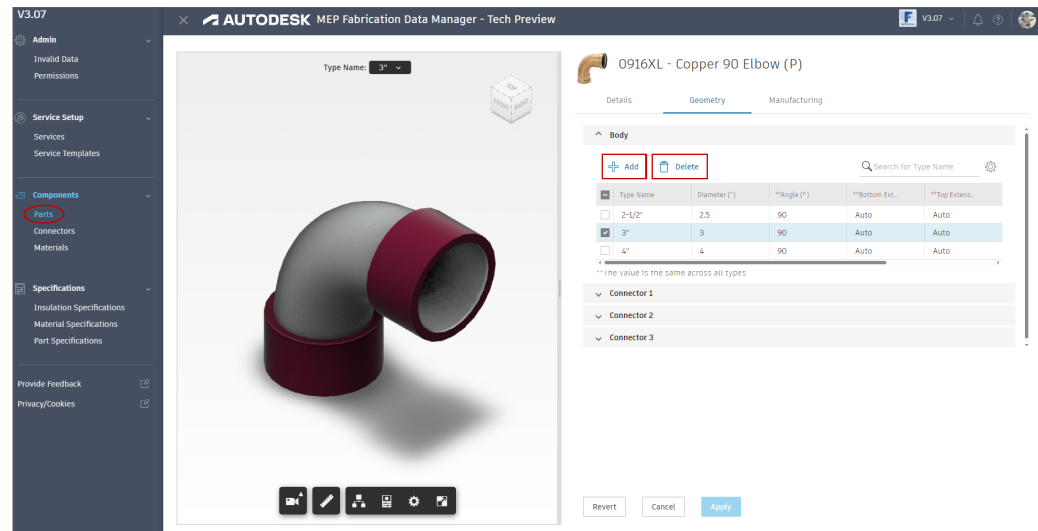 V3.07
AUTODESK MEP Fabrication Data Manager - Tech Preview
F V3.07
Admin
Invalid Data
Permissions
Service Setup
Services
Service Templates
Components
Parts
Connectors
Materials
Specifications
Insulation Specifications
Material Specifications
Part Specifications
Provide Feedback
Privacy/Cookies
Type Name: 3"
TOP
FRONT RIGHT
0916XL - Copper 90 Elbow (P)
Details Geometry Manufacturing
Body
Add Delete Search for Type Name
Type Name Diameter (") **Angle (°) **Bottom Ext... **Top Extens...
2-1/2" 2.5 90 Auto Auto
3" 3 90 Auto Auto
4" 4 90 Auto Auto
**The value is the same across all types
Connector 1
Connector 2
Connector 3
Revert Cancel Apply